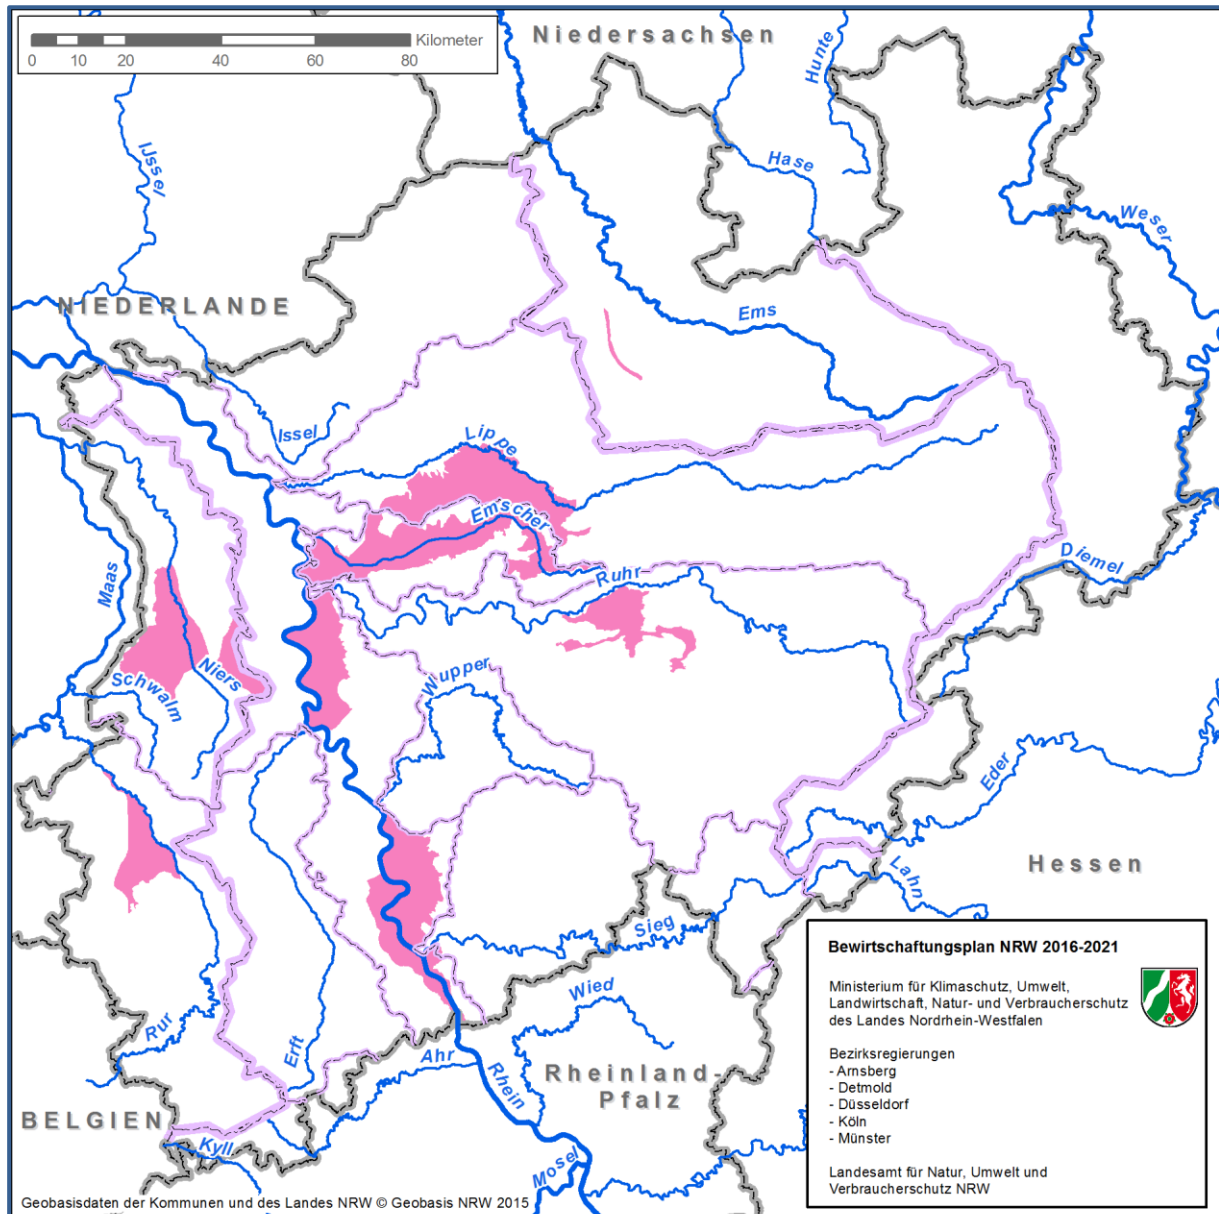 Kilometer
0 10 20 40 60 80
Niedersachsen
Hunte
IJssel
Hase
Weser
NIEDERLANDE
Ems
Issel
Lippe
Emscher
Maas
Ruhr
Diemel
Niers
Schwalm
Wupper
Eder
Hessen
Lahn
Sieg
Wied
Rur
Erft
Ahr
Rhein
Rheinland-
Pfalz
BELGIEN
Kyll
Mosel
Bewirtschaftungsplan NRW 2016-2021
Ministerium für Klimaschutz, Umwelt,
Landwirtschaft, Natur- und Verbraucherschutz
des Landes Nordrhein-Westfalen
Bezirksregierungen
- Arnsberg
- Detmold
- Düsseldorf
- Köln
- Münster
Landesamt für Natur, Umwelt und
Verbraucherschutz NRW
Geobasisdaten der Kommunen und des Landes NRW © Geobasis NRW 2015